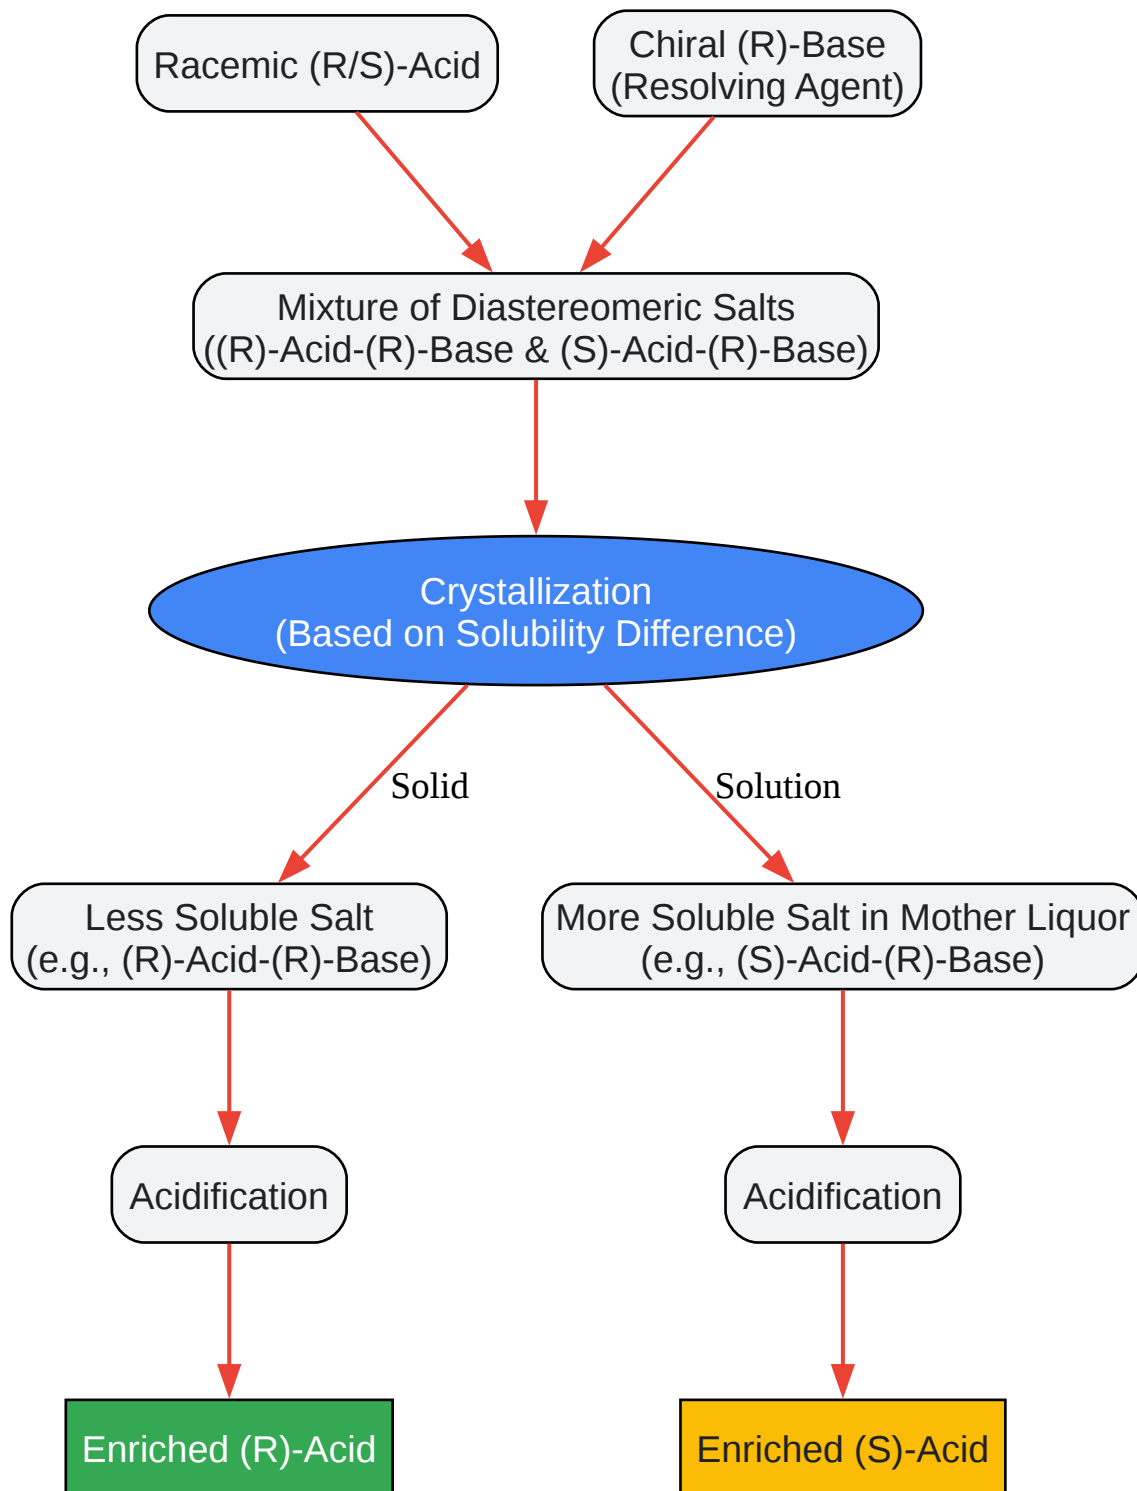 Racemic (R/S)-Acid
Chiral (R)-Base
(Resolving Agent)
Mixture of Diastereomeric Salts
((R)-Acid-(R)-Base & (S)-Acid-(R)-Base)
Crystallization
(Based on Solubility Difference)
Solid
Solution
Less Soluble Salt
(e.g., (R)-Acid-(R)-Base)
More Soluble Salt in Mother Liquor
(e.g., (S)-Acid-(R)-Base)
Acidification
Acidification
Enriched (R)-Acid
Enriched (S)-Acid